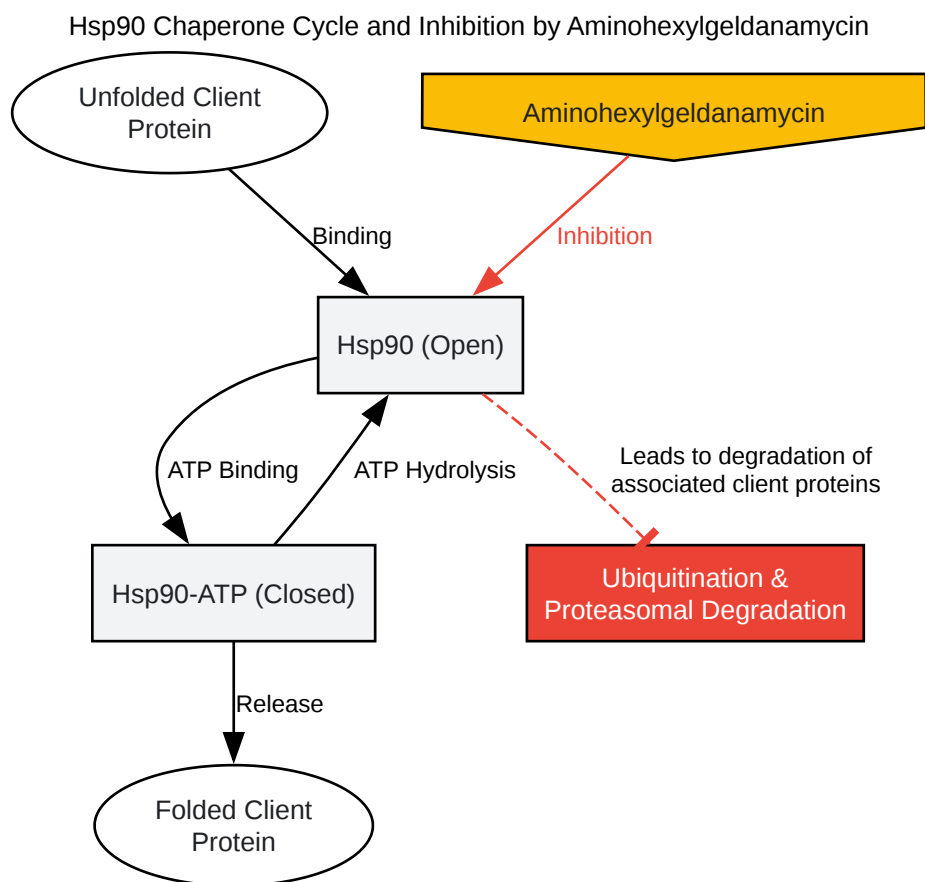 Hsp90 Chaperone Cycle and Inhibition by Aminohexylgeldanamycin
Unfolded Client
Protein
Aminohexylgeldanamycin
Binding
Inhibition
Hsp90 (Open)
ATP Binding
ATP Hydrolysis
Leads to degradation of
associated client proteins
Hsp90-ATP (Closed)
Ubiquitination &
Proteasomal Degradation
Release
Folded Client
Protein